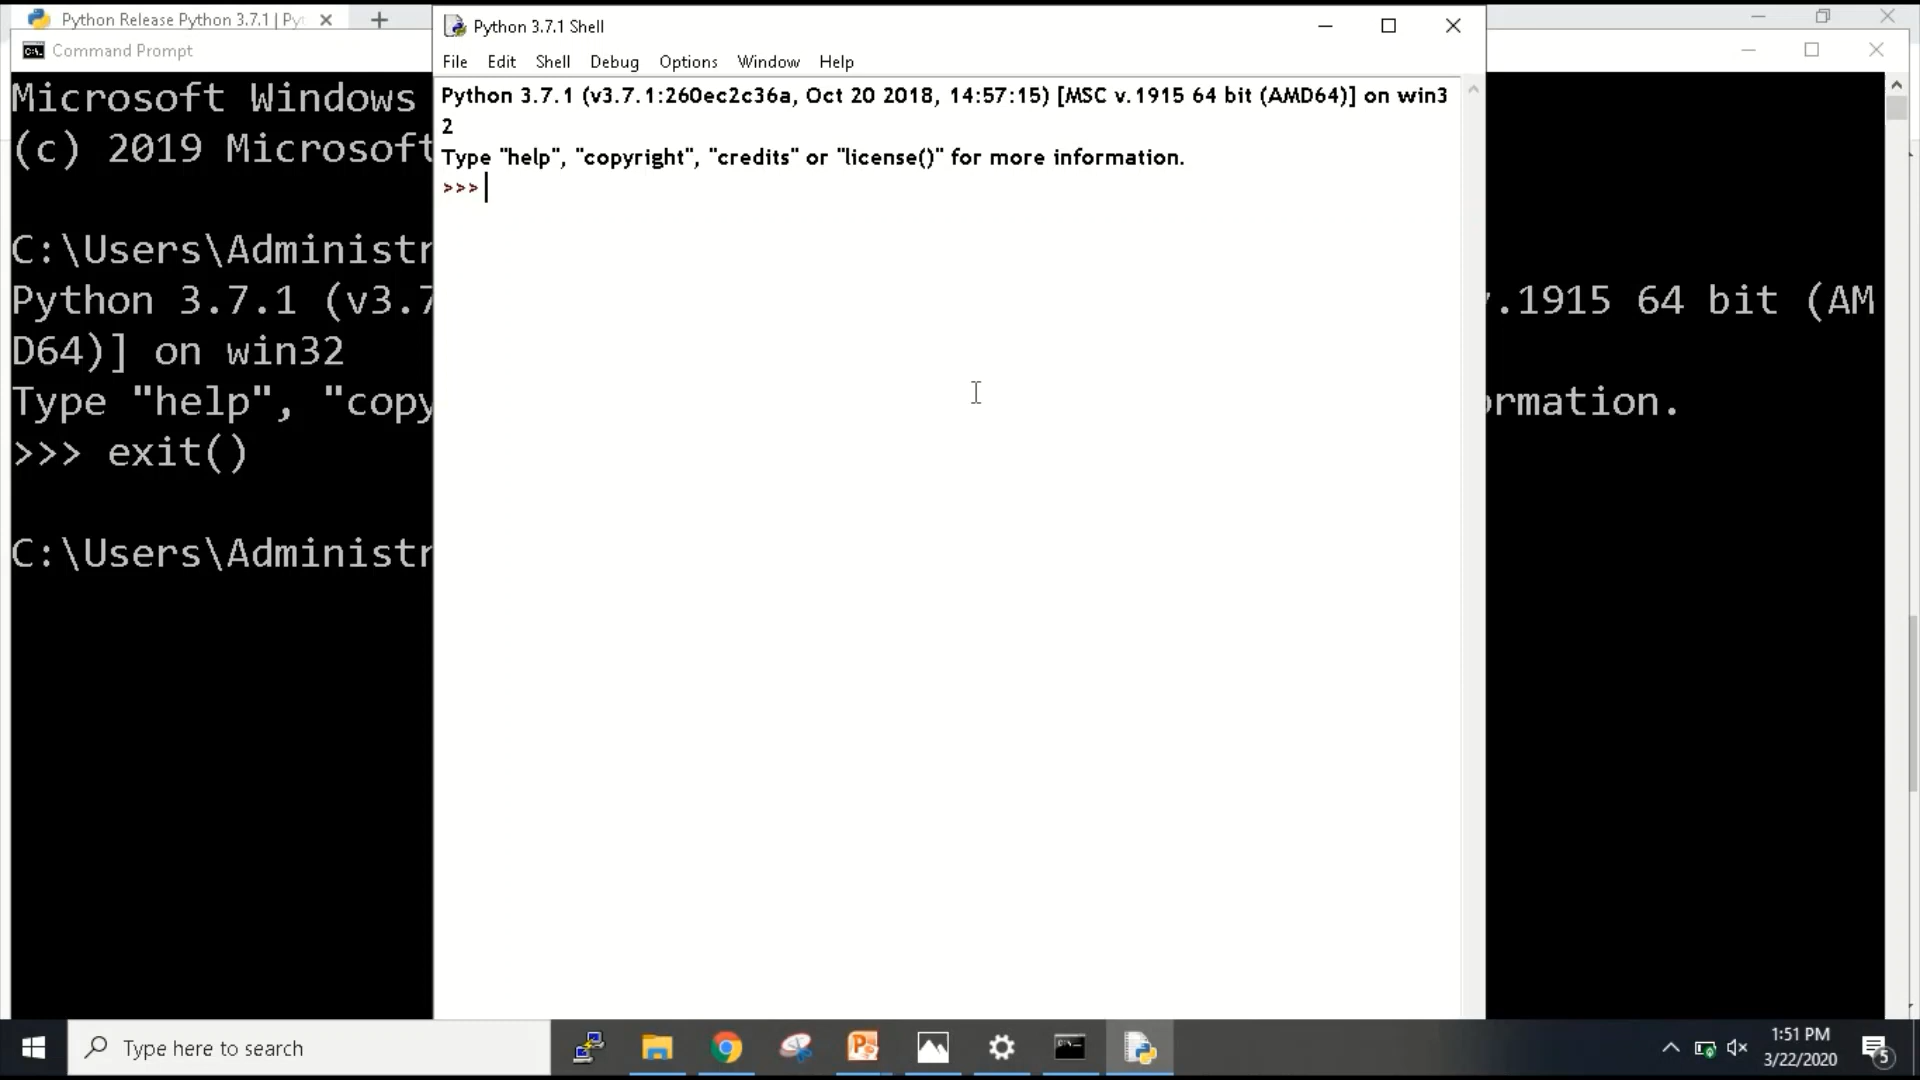 Python Release Python 3.7.1 | Pyt
Command Prompt
Microsoft Windows
(c) 2019 Microsoft
C:\Users\Administr
Python 3.7.1 (v3.7
v.1915 64 bit (AM
D64)] on win32
Type "help", "copy
ormation.
>>> exit()
C:\Users\Administr
Python 3.7.1 Shell
File Edit Shell Debug Options Window Help
Python 3.7.1 (v3.7.1:260ec2c36a, Oct 20 2018, 14:57:15) [MSC v.1915 64 bit (AMD64)] on win3
2
Type "help", "copyright", "credits" or "license()" for more information.
>>>
Type here to search
1:51 PM
3/22/2020
5